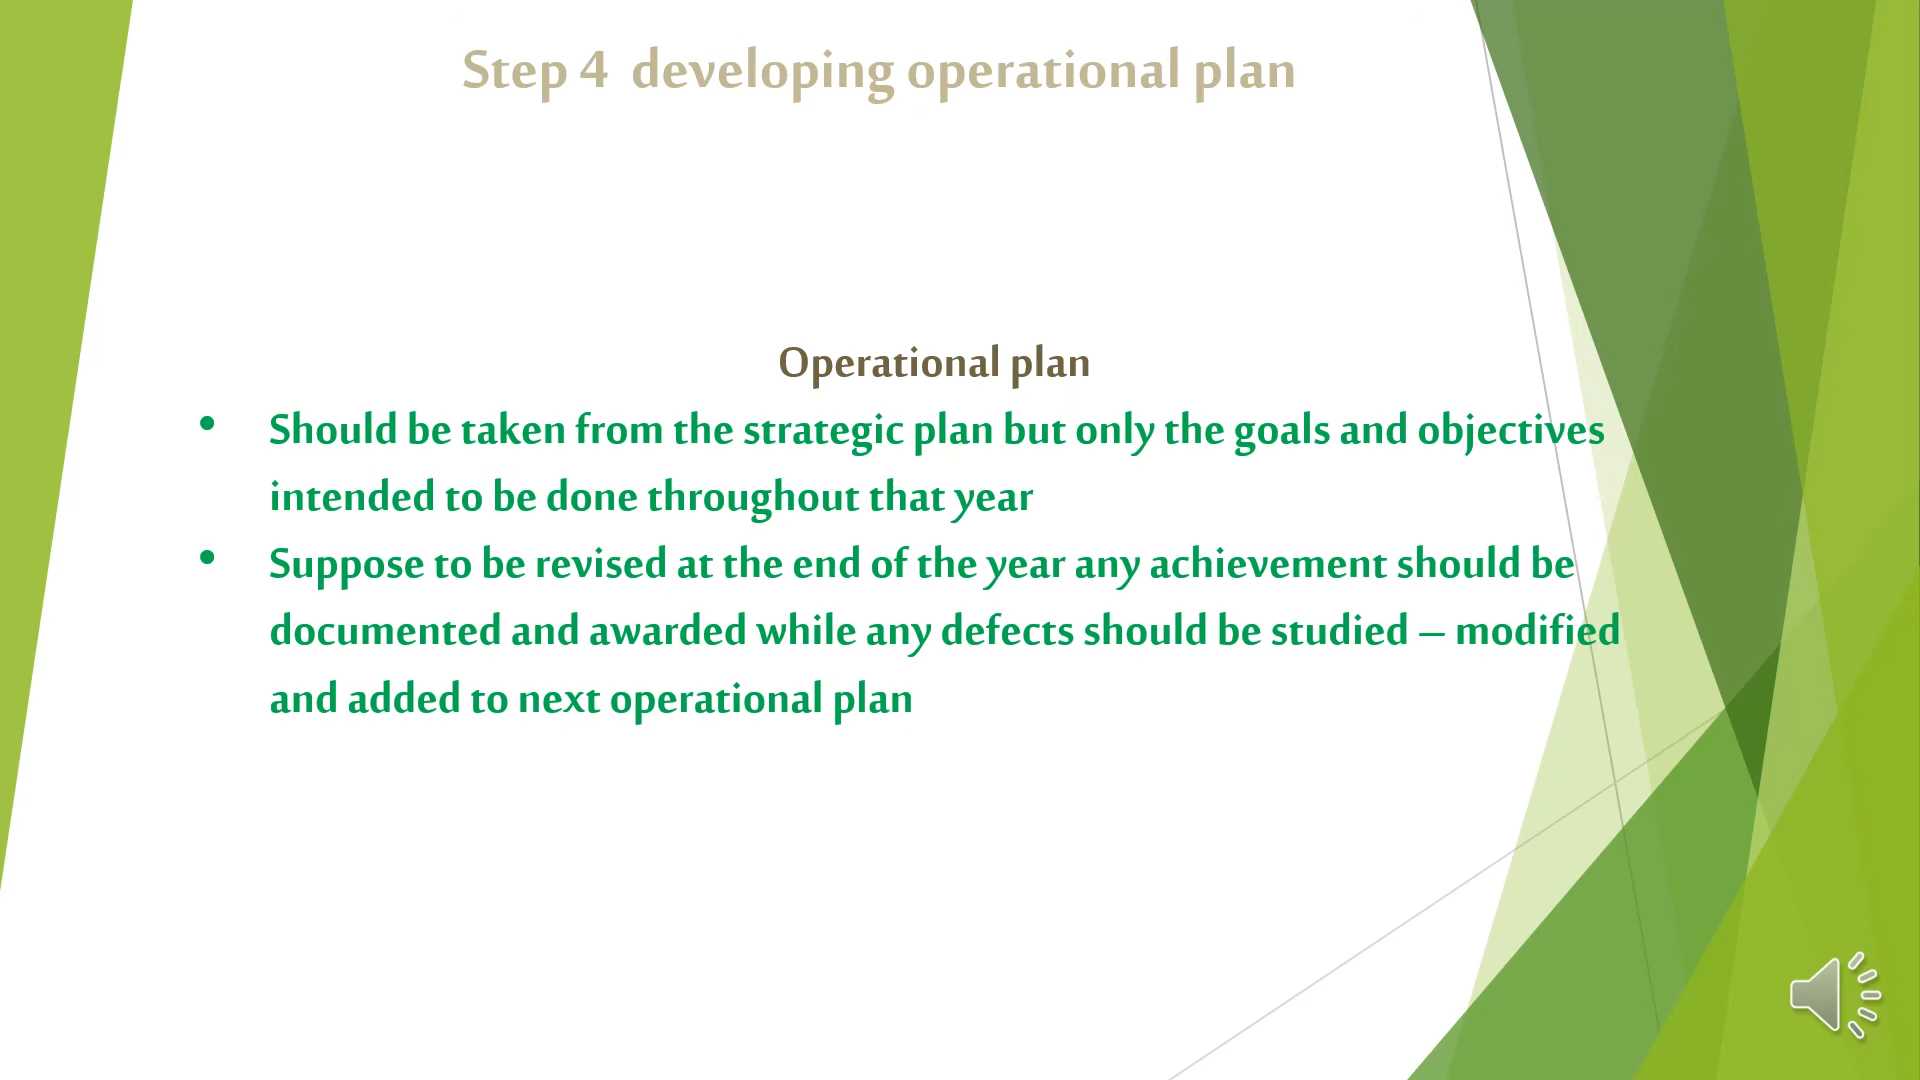 Step 4 developing operational plan
Operational plan
• Should be taken from the strategic plan but only the goals and objectives
intended to be done throughout that year
• Suppose to be revised at the end of the year any achievement should be
documented and awarded while any defects should be studied – modified
and added to next operational plan